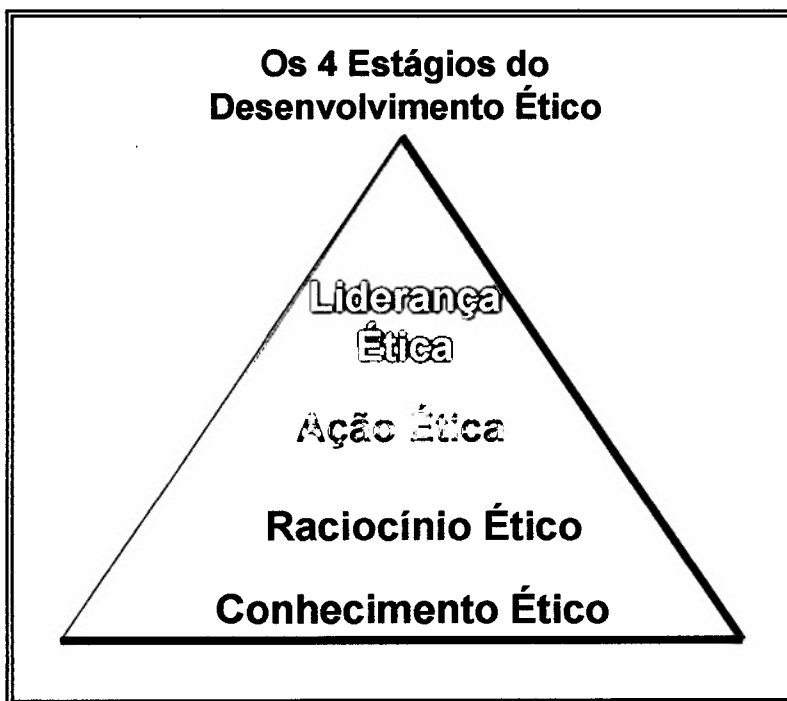 Os 4 Estágios do
Desenvolvimento Ético
Liderança
Ética
Ação Ética
Raciocínio Ético
Conhecimento Ético